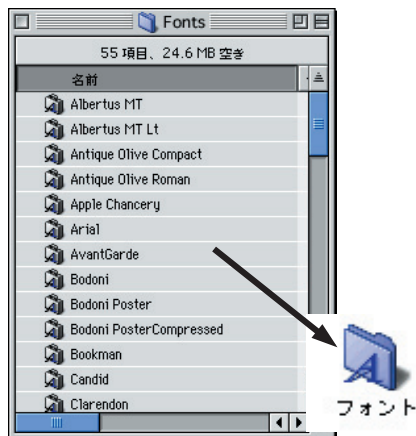 Fonts
55 項目、24.6 MB 空き
名前
Albertus MT
Albertus MT Lt
Antique Olive Compact
Antique Olive Roman
Apple Chancery
Arial
AvantGarde
Bodoni
Bodoni Poster
Bodoni PosterCompressed
Bookman
Candid
Clarendon
フォント